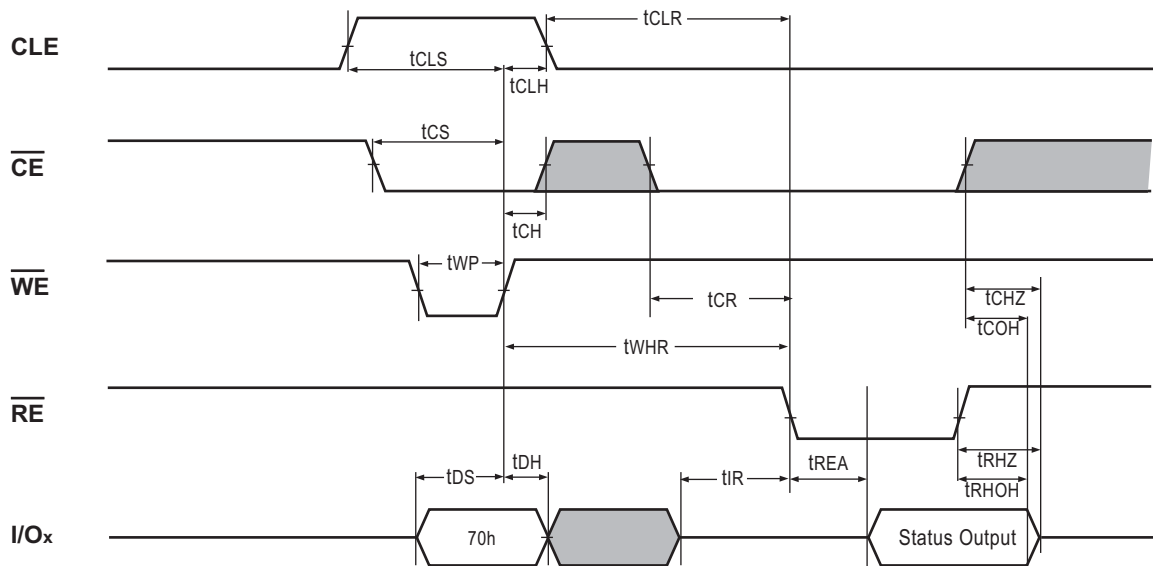 tCLR
CLE
tCLS
tCLH
tCS
CE
tCH
tWP
WE
tCHZ
tCR
tCOH
tWHR
RE
tDH
tREA
tRHZ
tDS
tIR
tRHOH
I/Ox
70h
Status Output